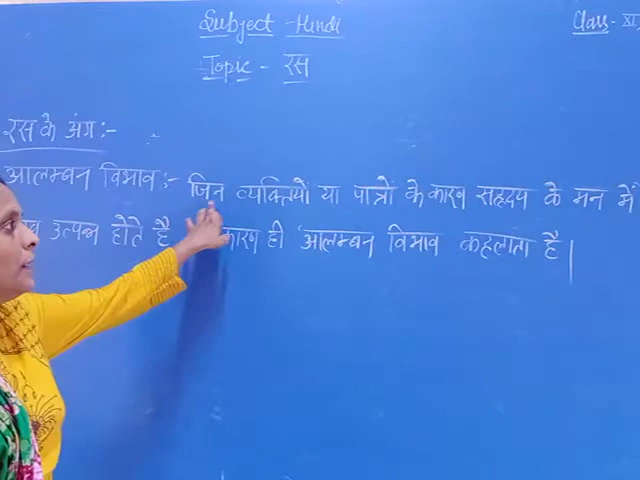 Subject - Hindi
Class - XI
Topic - रस
रस के अंग :-
आलम्बन विभाव :- जिन व्यक्तियों या पात्रों के कारण सहृदय के मन में
उत्पन्न होते है कारण ही 'आलम्बन विभाव कहलाता है |